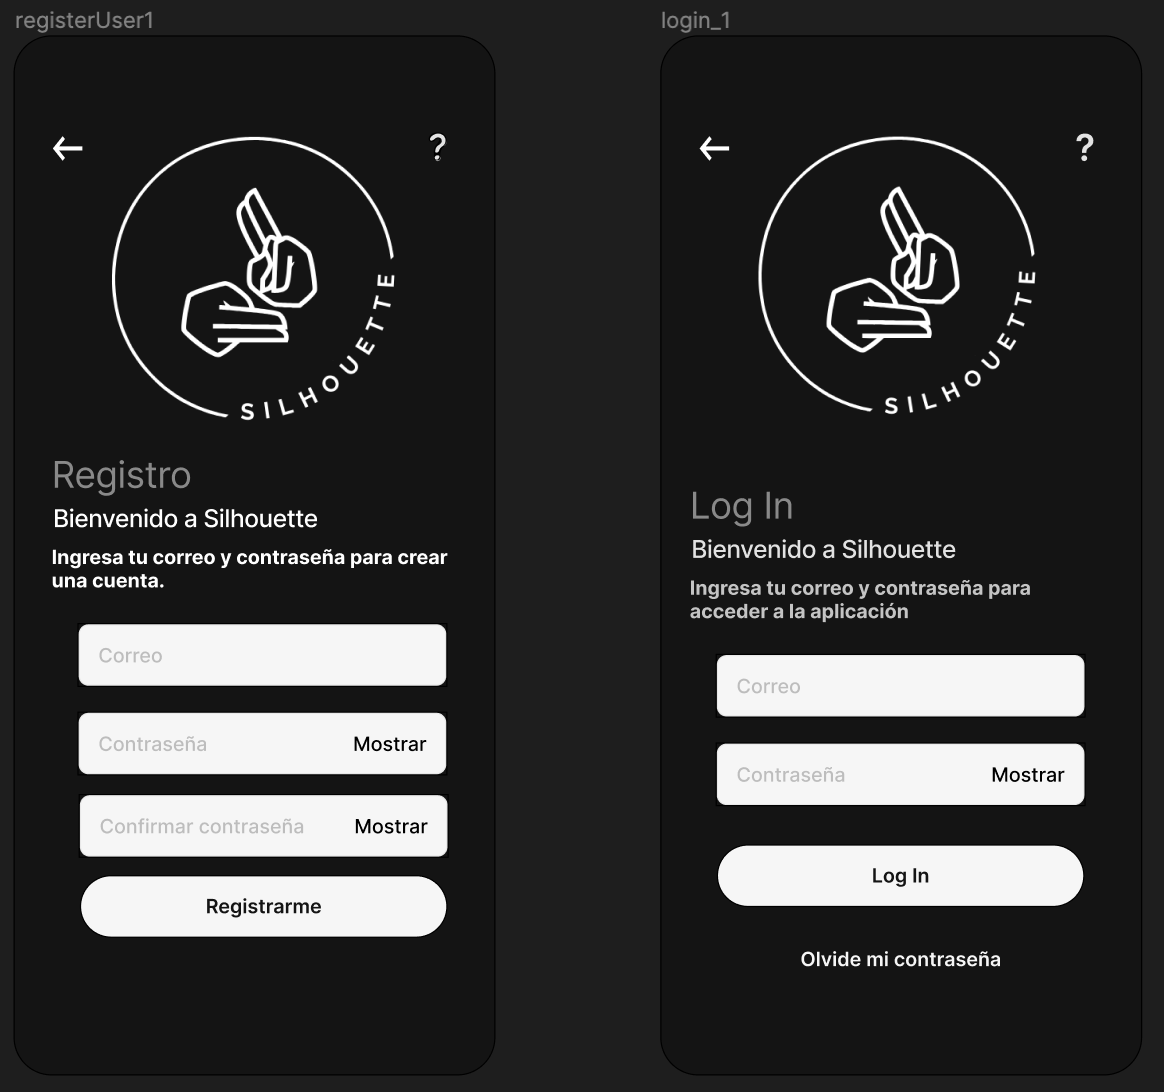 registerUser1
?
SILHOUETTE
Registro
Bienvenido a Silhouette
Ingresa tu correo y contraseña para crear
una cuenta.
Correo
Contraseña Mostrar
Confirmar contraseña Mostrar
Registrarme
login_1
?
SILHOUETTE
Log In
Bienvenido a Silhouette
Ingresa tu correo y contraseña para
acceder a la aplicación
Correo
Contraseña Mostrar
Log In
Olvide mi contraseña